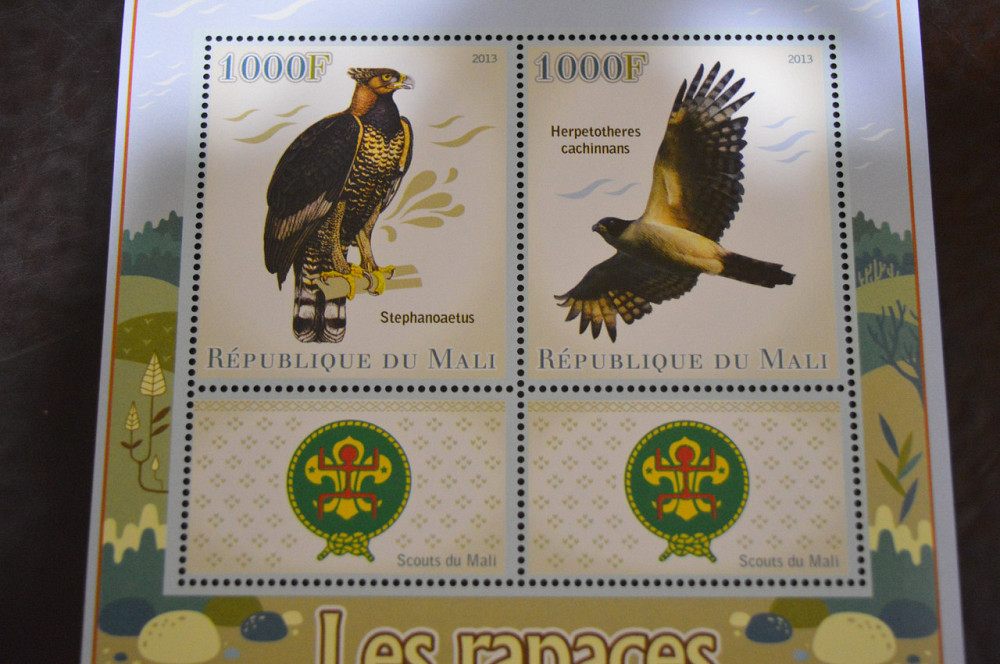 1000F
2013
Stephanoaetus
RÉPUBLIQUE DU MALI
1000F
2013
Herpetotheres
cachinnans
RÉPUBLIQUE DU MALI
Scouts du Mali
Scouts du Mali
Les rapaces